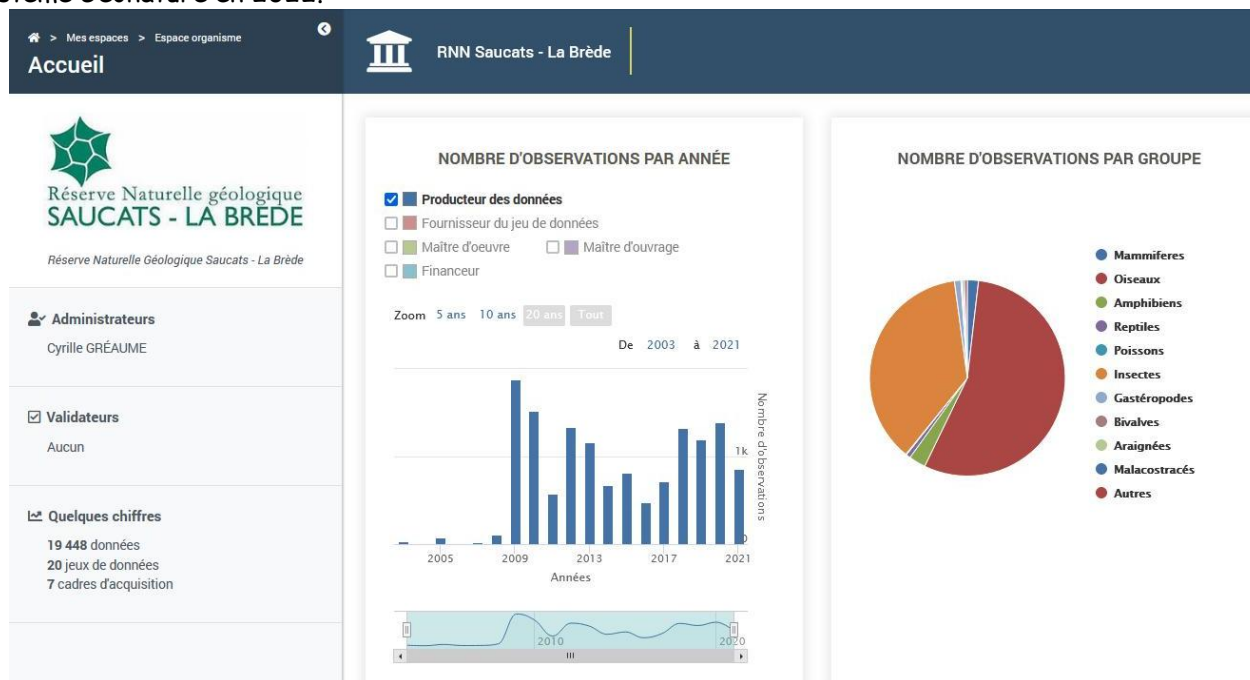 > Mes espaces > Espace organisme
Accueil
RNN Saucats - La Brède
Réserve Naturelle géologique
SAUCATS - LA BRÈDE
Réserve Naturelle Géologique Saucats - La Brède
Administrateurs
Cyrille GRÉAUME
Validateurs
Aucun
Quelques chiffres
19 448 données
20 jeux de données
7 cadres d'acquisition
NOMBRE D'OBSERVATIONS PAR ANNÉE
Producteur des données
Fournisseur du jeu de données
Maître d'oeuvre Maître d'ouvrage
Financeur
Zoom 5 ans 10 ans 20 ans Tout
De 2003 à 2021
Nombre d'observations
1k
0
2005 2009 2013 2017 2021
Années
2010 2020
NOMBRE D'OBSERVATIONS PAR GROUPE
Mammiferes
Oiseaux
Amphibiens
Reptiles
Poissons
Insectes
Gastéropodes
Bivalves
Araignées
Malacostracés
Autres